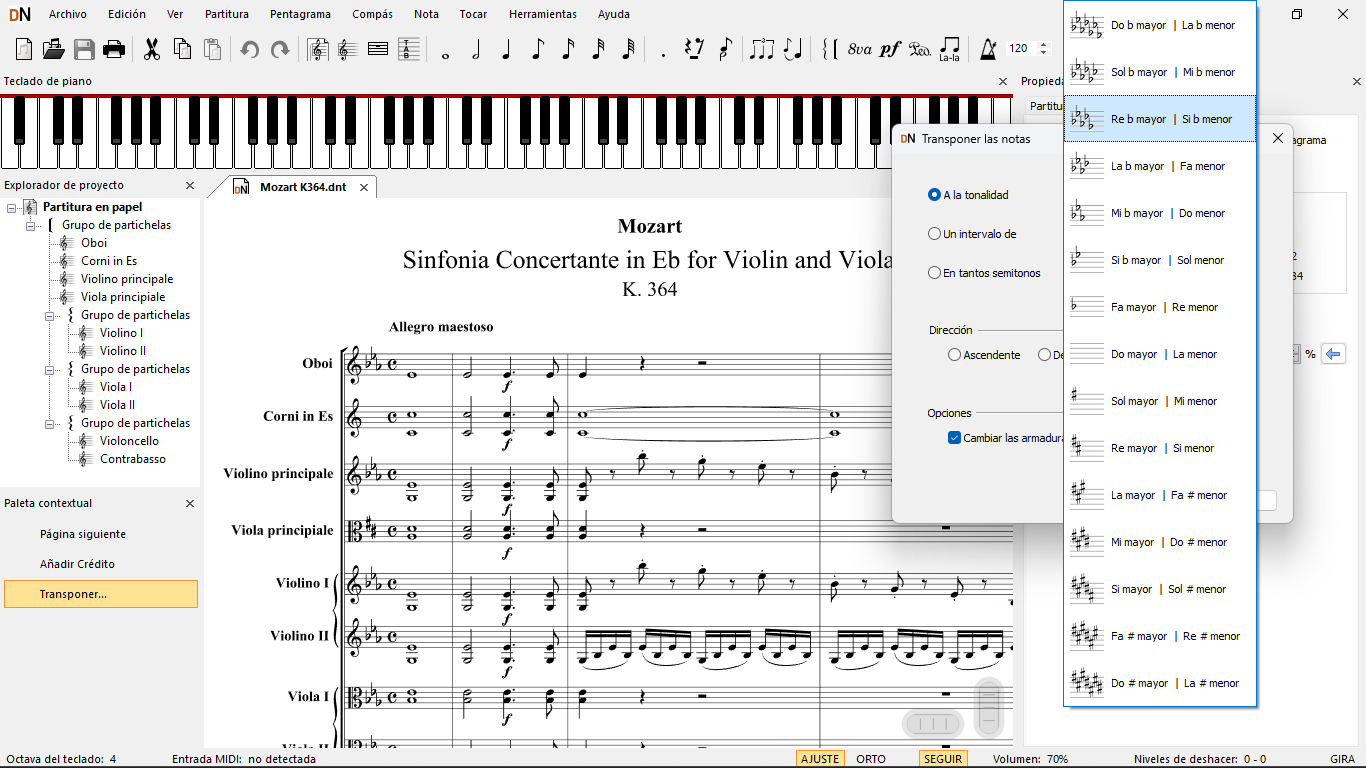 DN Archivo Edición Ver Partitura Pentagrama Compás Nota Tocar Herramientas Ayuda
8va pf Ped. La-la 120
Teclado de piano
Propieda
Partitu
agrama
Explorador de proyecto
Partitura en papel
Grupo de partichelas
Oboi
Corni in Es
Violino principale
Viola principiale
Grupo de partichelas
Violino I
Violino II
Grupo de partichelas
Viola I
Viola II
Grupo de partichelas
Violoncello
Contrabasso
Paleta contextual
Página siguiente
Añadir Crédito
Transponer...
Mozart K364.dnt
Mozart
Sinfonia Concertante in Eb for Violin and Viola
K. 364
Allegro maestoso
Oboi
f
Corni in Es
f
Violino principale
f
Viola principiale
f
Violino I
f
Violino II
f
Viola I
f
Viola II
DN Transponer las notas
A la tonalidad
Un intervalo de
En tantos semitonos
Dirección
Ascendente
De
Opciones
Cambiar las armadura
2
34
%
Do b mayor | La b menor
Sol b mayor | Mi b menor
Re b mayor | Si b menor
La b mayor | Fa menor
Mi b mayor | Do menor
Si b mayor | Sol menor
Fa mayor | Re menor
Do mayor | La menor
Sol mayor | Mi menor
Re mayor | Si menor
La mayor | Fa # menor
Mi mayor | Do # menor
Si mayor | Sol # menor
Fa # mayor | Re # menor
Do # mayor | La # menor
Octava del teclado: 4 Entrada MIDI: no detectada AJUSTE ORTO SEGUIR Volumen: 70% Niveles de deshacer: 0 - 0 GIRA